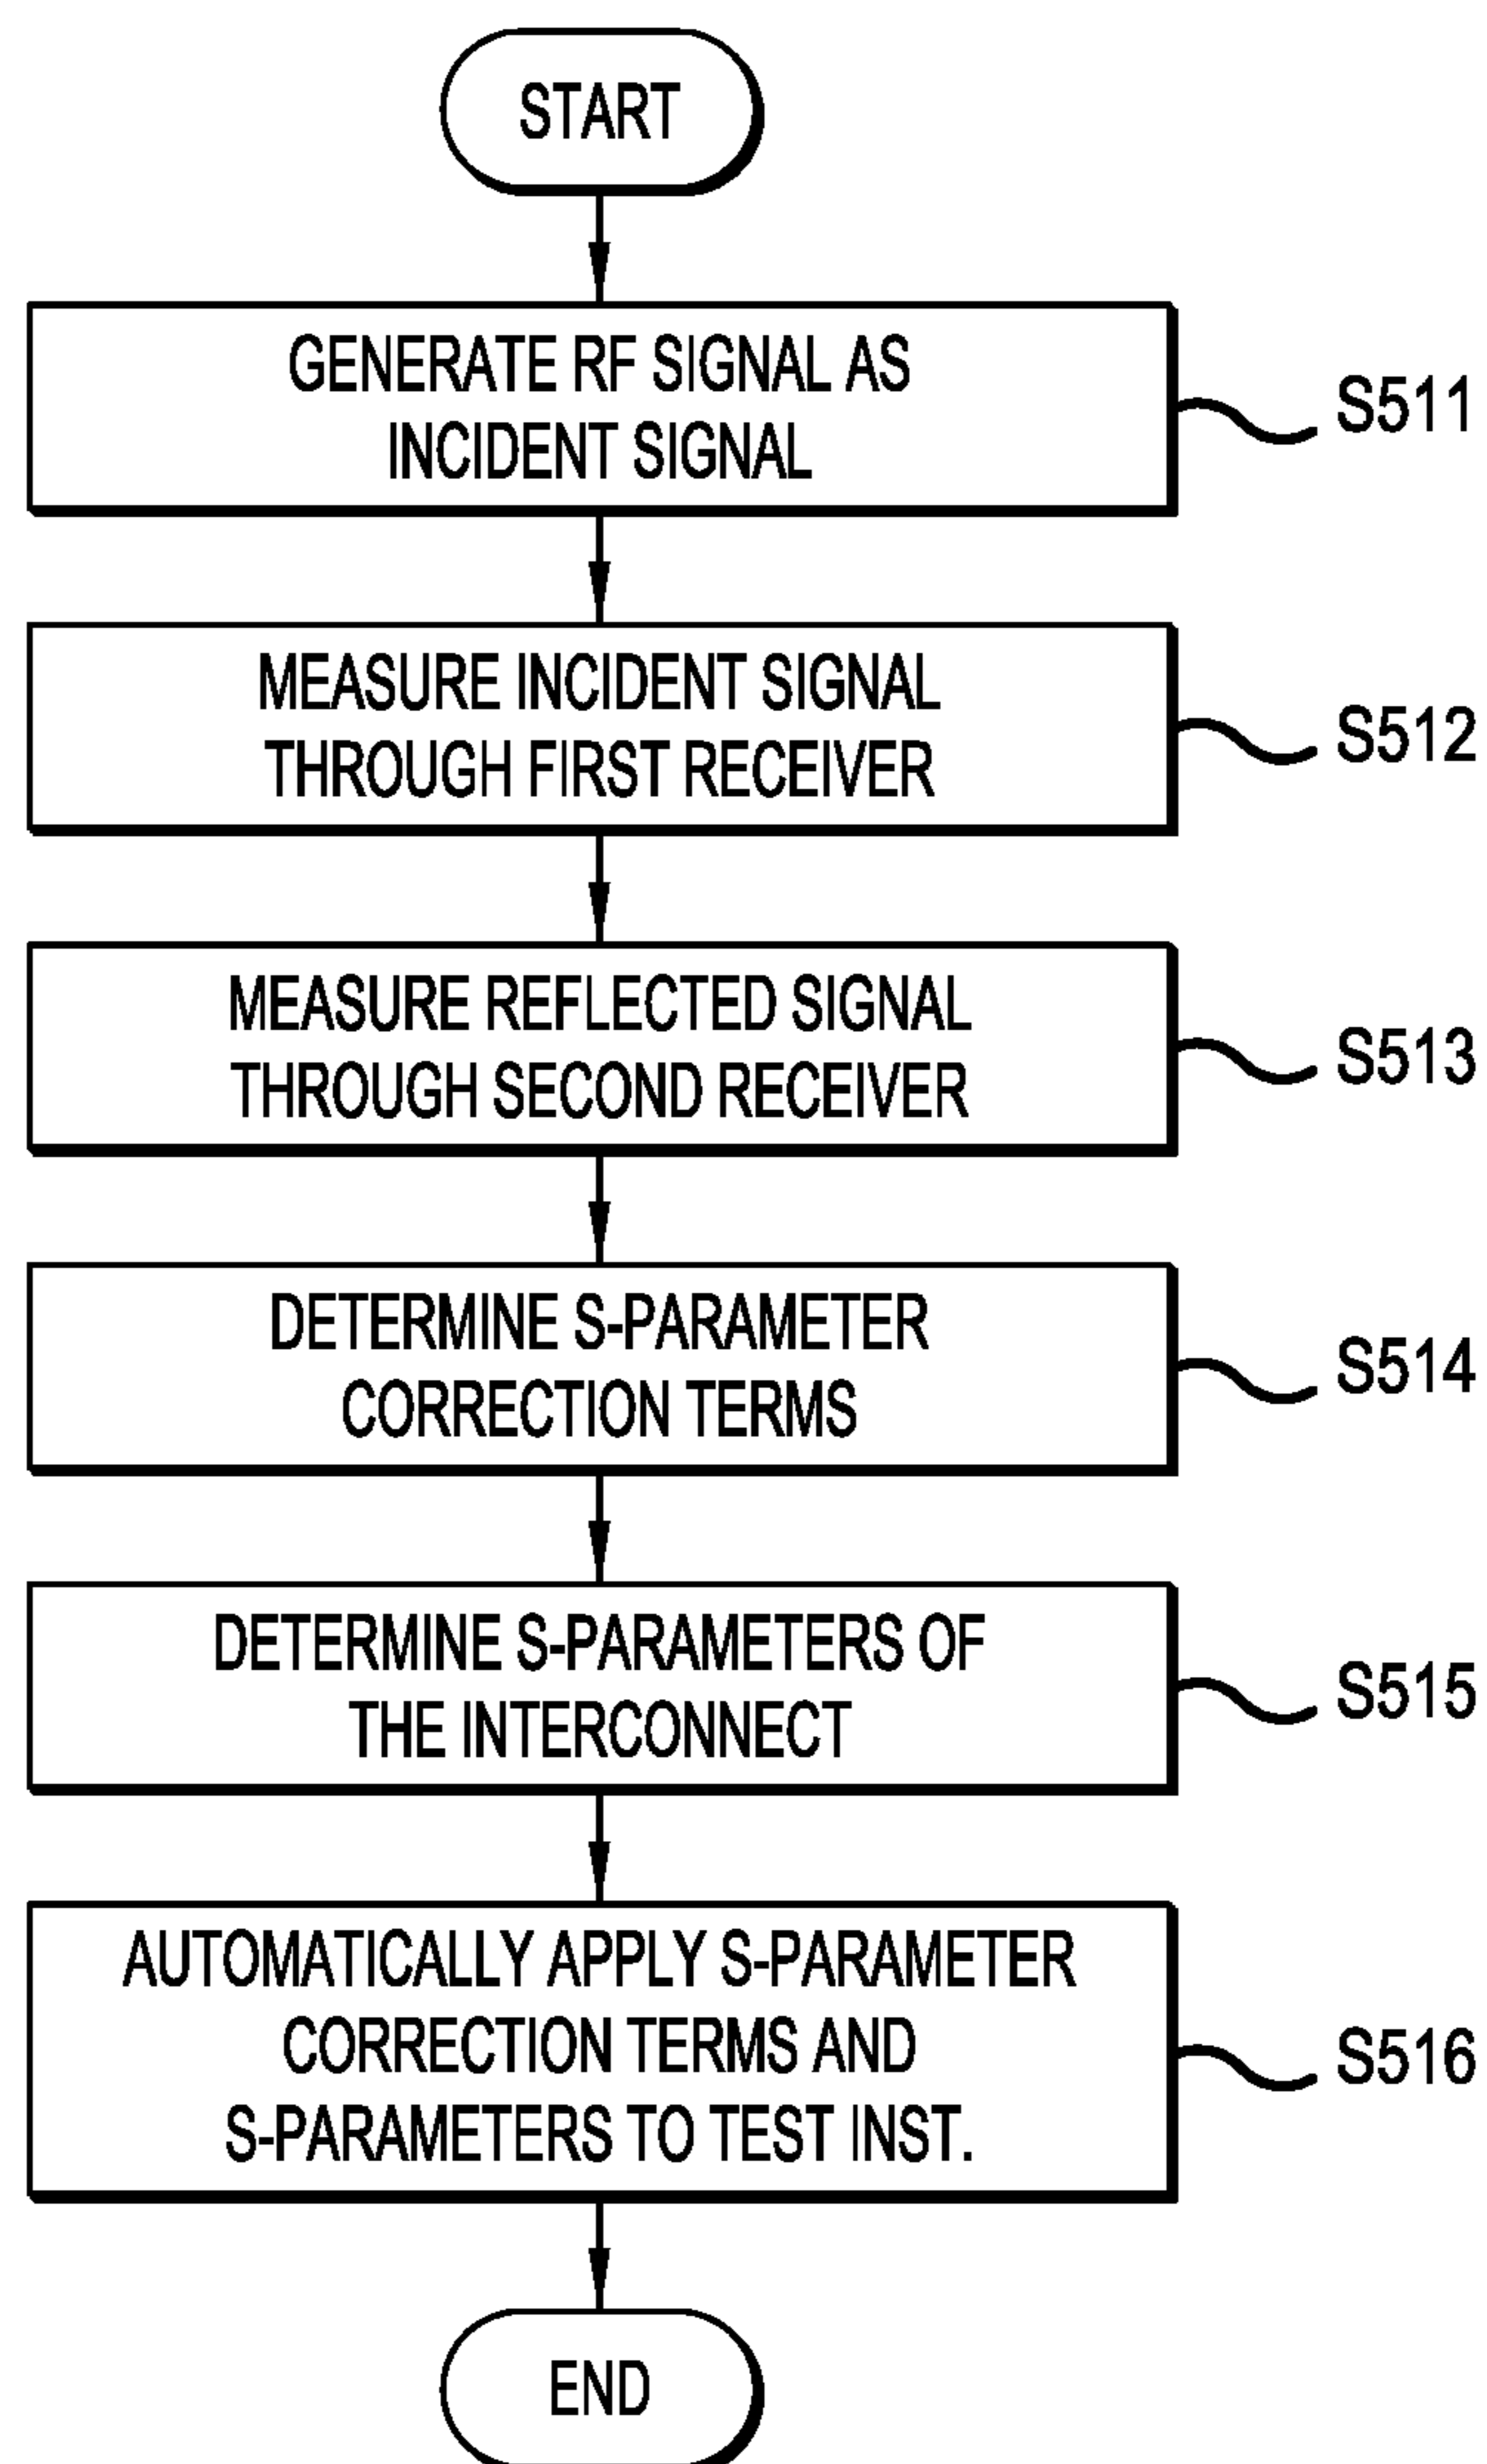 START
GENERATE RF SIGNAL AS
INCIDENT SIGNAL
S511
MEASURE INCIDENT SIGNAL
THROUGH FIRST RECEIVER
S512
MEASURE REFLECTED SIGNAL
THROUGH SECOND RECEIVER
S513
DETERMINE S-PARAMETER
CORRECTION TERMS
S514
DETERMINE S-PARAMETERS OF
THE INTERCONNECT
S515
AUTOMATICALLY APPLY S-PARAMETER
CORRECTION TERMS AND
S-PARAMETERS TO TEST INST.
S516
END